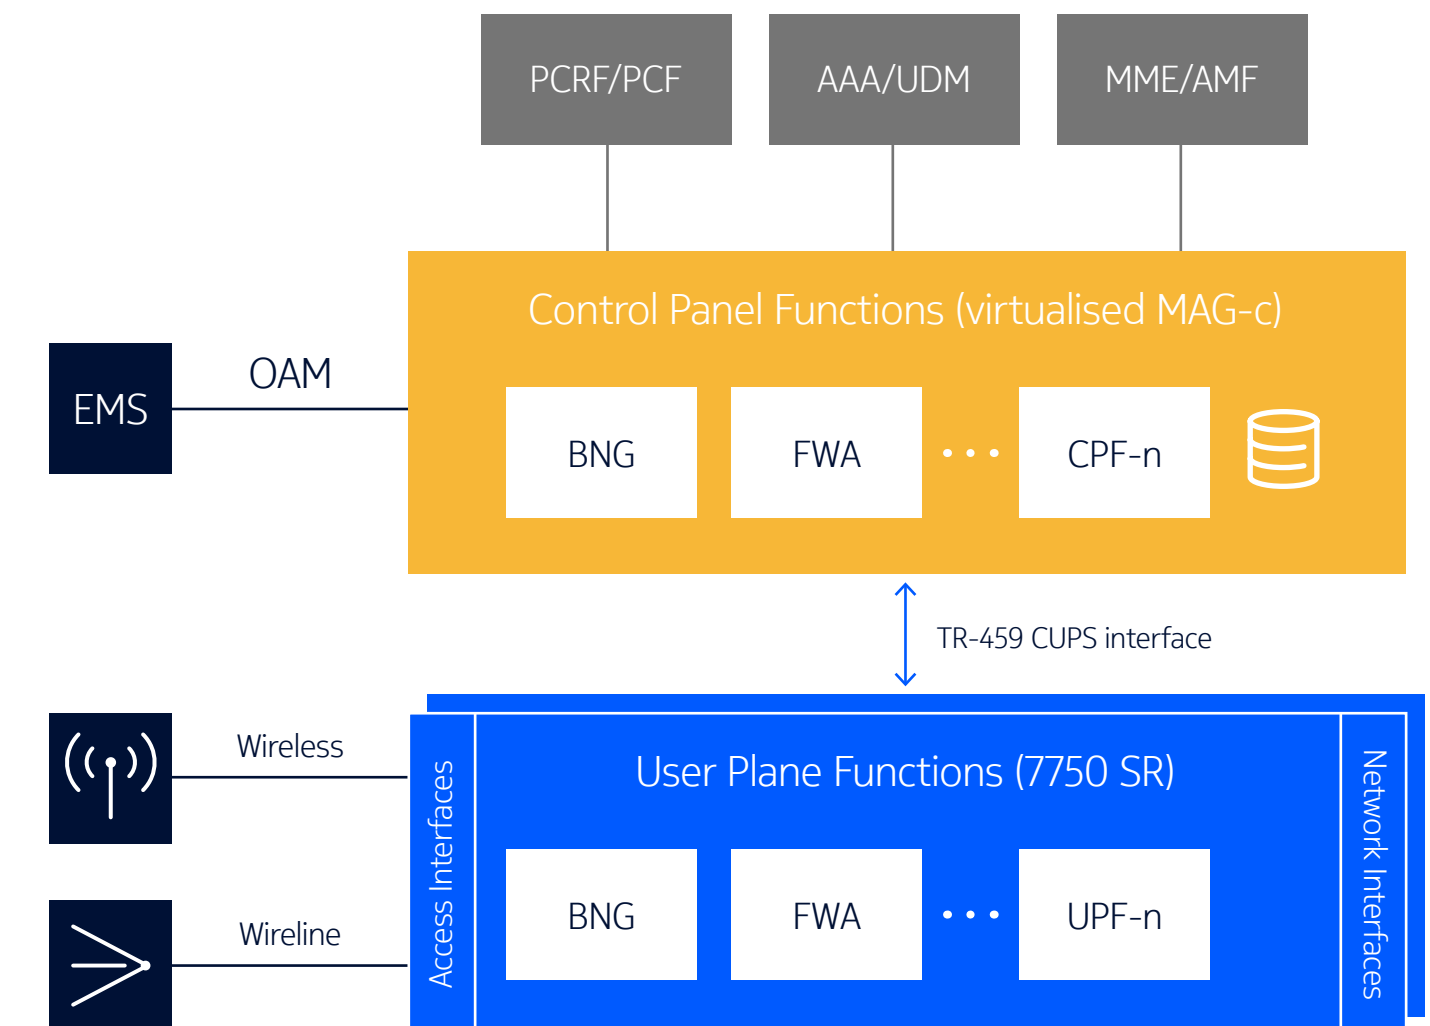 PCRF/PCF
AAA/UDM
MME/AMF
Control Panel Functions (virtualised MAG-c)
EMS
OAM
BNG
FWA
CPF-n
TR-459 CUPS interface
Wireless
Wireline
Access Interfaces
User Plane Functions (7750 SR)
BNG
FWA
UPF-n
Network Interfaces